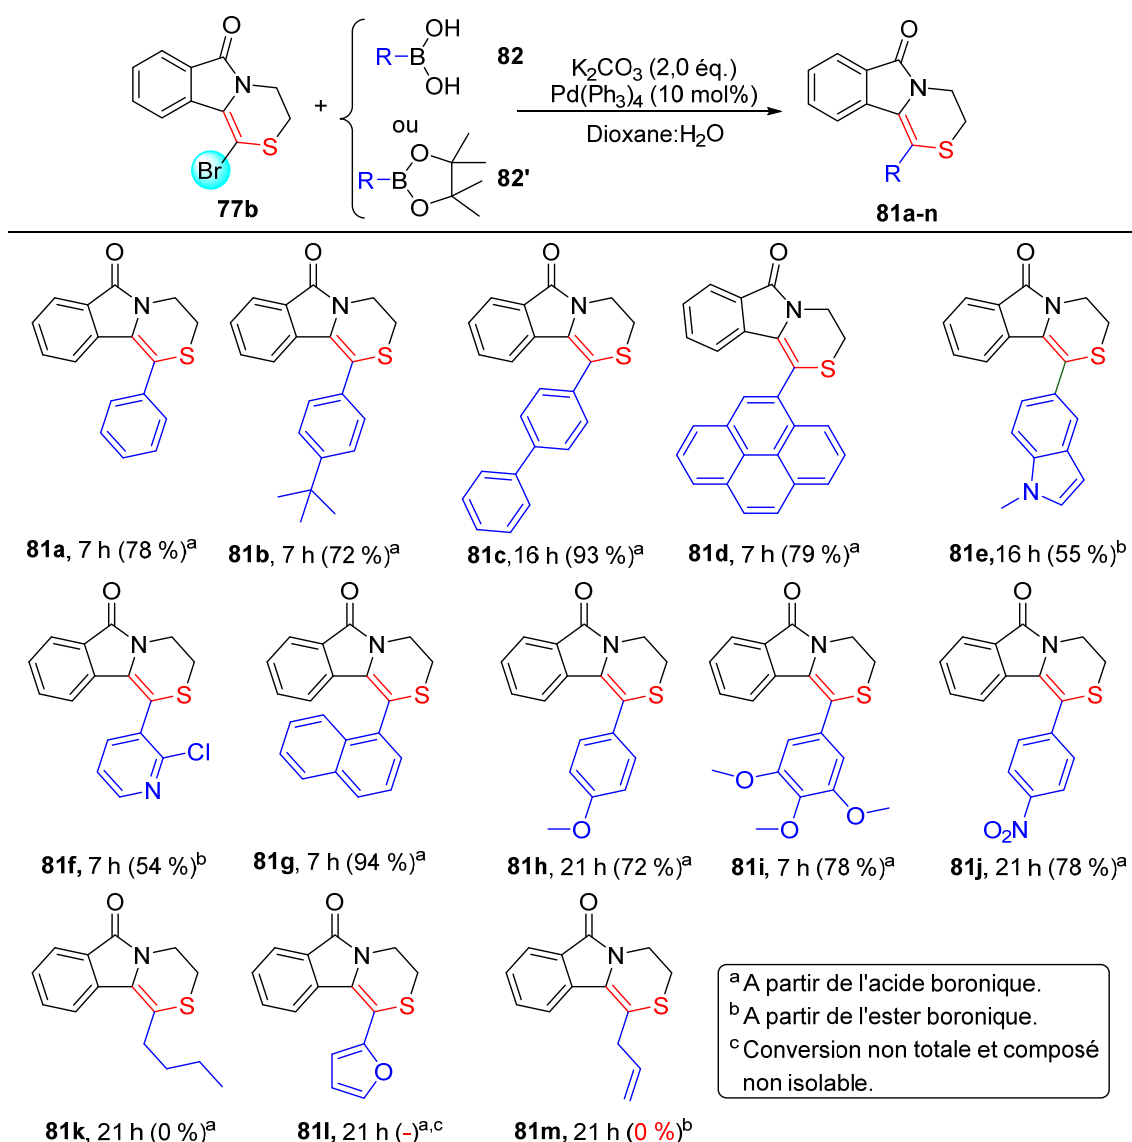 O
N
S
Br
77b
+
R
B
OH
OH
82
ou
R
B
O
O
82'
K2CO3 (2,0 éq.)
Pd(Ph3)4 (10 mol%)
Dioxane:H2O
O
N
S
R
81a-n
O
N
S
O
N
S
O
N
S
O
N
S
O
N
S
N
81a, 7 h (78 %)a
81b, 7 h (72 %)a
81c,16 h (93 %)a
81d, 7 h (79 %)a
81e,16 h (55 %)b
O
N
S
Cl
N
O
N
S
O
N
S
O
O
N
S
O
O
O
O
N
S
O2N
81f, 7 h (54 %)b
81g, 7 h (94 %)a
81h, 21 h (72 %)a
81i, 7 h (78 %)a
81j, 21 h (78 %)a
O
N
S
O
N
S
O
O
N
S
81k, 21 h (0 %)a
81l, 21 h (-)a,c
81m, 21 h (0 %)b
a A partir de l'acide boronique.
b A partir de l'ester boronique.
c Conversion non totale et composé
non isolable.